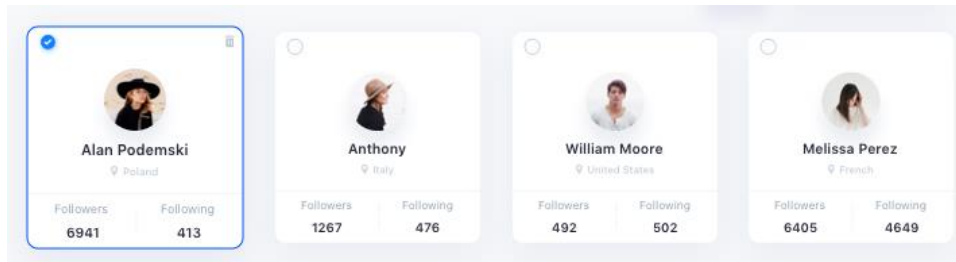 Alan Podemski
Poland
Followers Following
6941 413
Anthony
Italy
Followers Following
1267 476
William Moore
United States
Followers Following
492 502
Melissa Perez
French
Followers Following
6405 4649